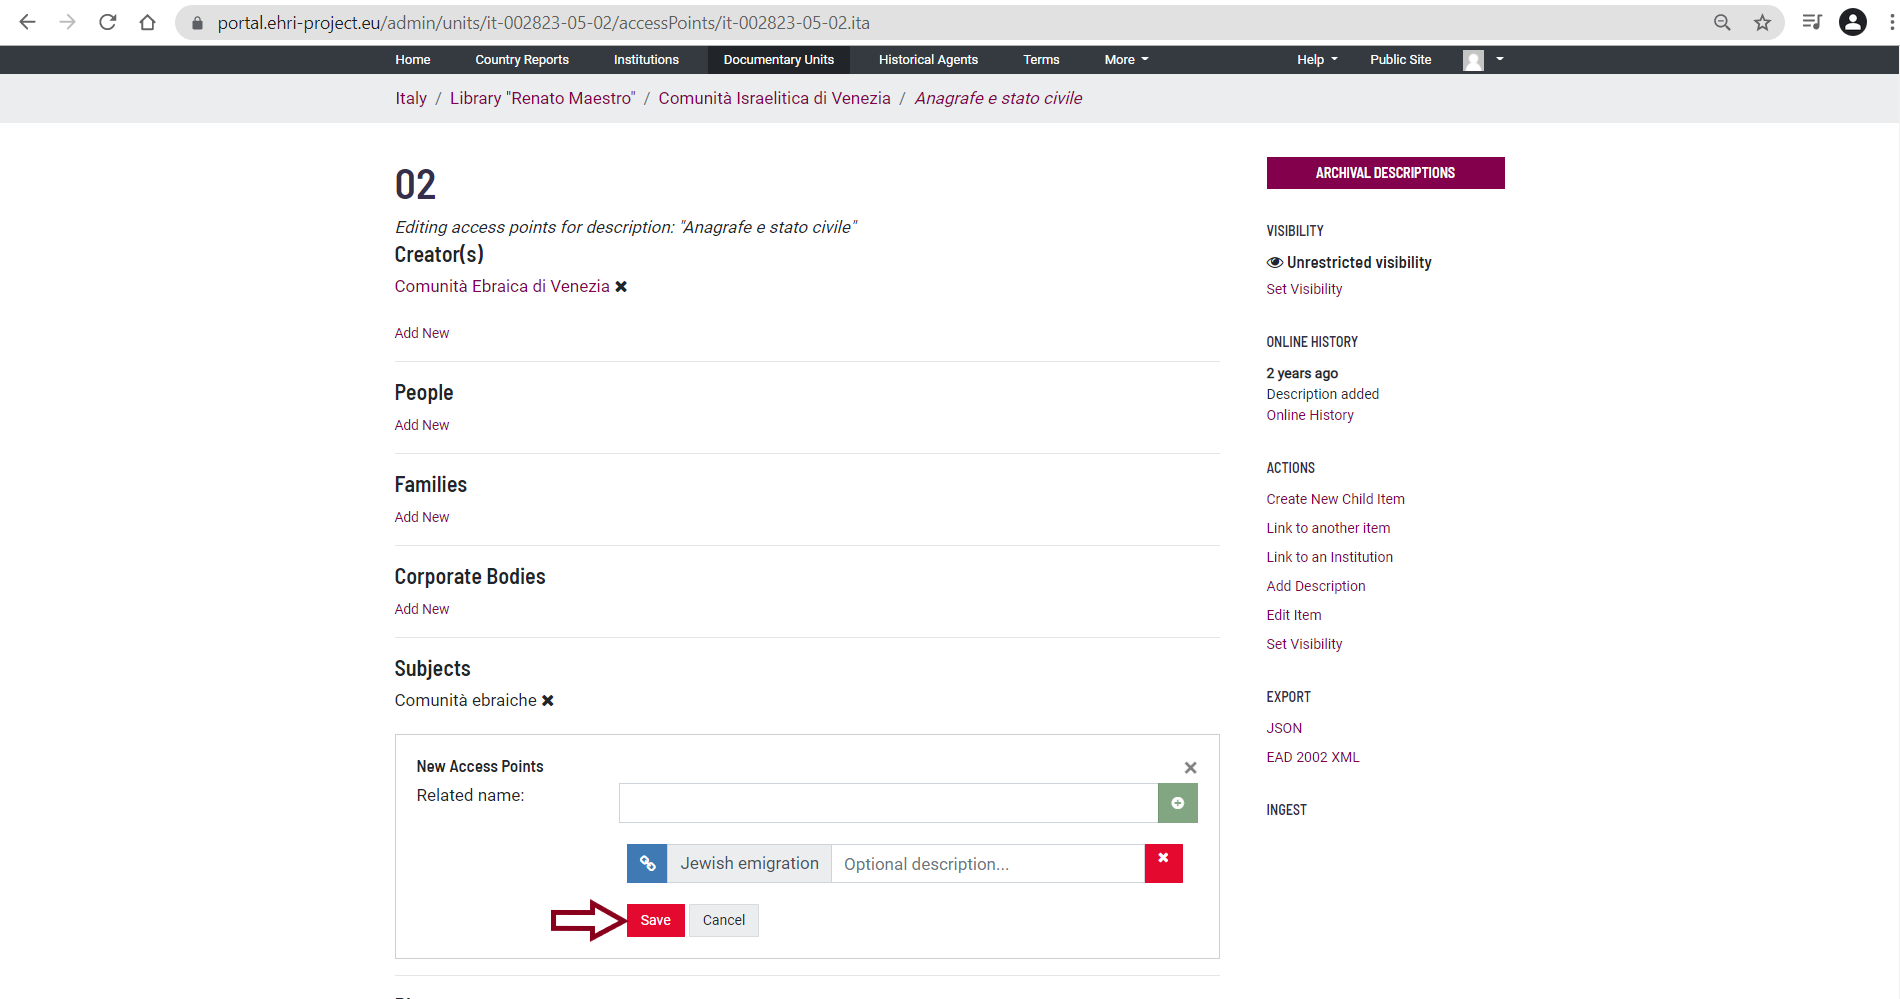 portal.ehri-project.eu/admin/units/it-002823-05-02/accessPoints/it-002823-05-02.ita
Home Country Reports Institutions Documentary Units Historical Agents Terms More Help Public Site
Italy / Library "Renato Maestro" / Comunità Israelitica di Venezia / Anagrafe e stato civile
02
Editing access points for description: "Anagrafe e stato civile"
Creator(s)
Comunità Ebraica di Venezia
Add New
People
Add New
Families
Add New
Corporate Bodies
Add New
Subjects
Comunità ebraiche
New Access Points
Related name:
Jewish emigration Optional description...
Save Cancel
ARCHIVAL DESCRIPTIONS
VISIBILITY
Unrestricted visibility
Set Visibility
ONLINE HISTORY
2 years ago
Description added
Online History
ACTIONS
Create New Child Item
Link to another item
Link to an Institution
Add Description
Edit Item
Set Visibility
EXPORT
JSON
EAD 2002 XML
INGEST